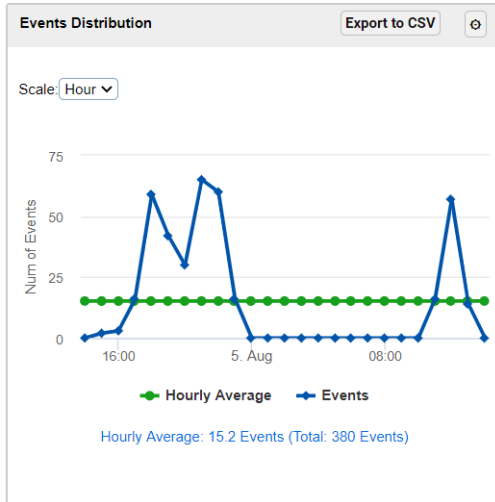 Events Distribution
Export to CSV
Scale: Hour
75
50
25
0
Num of Events
16:00
5. Aug
08:00
Hourly Average
Events
Hourly Average: 15.2 Events (Total: 380 Events)